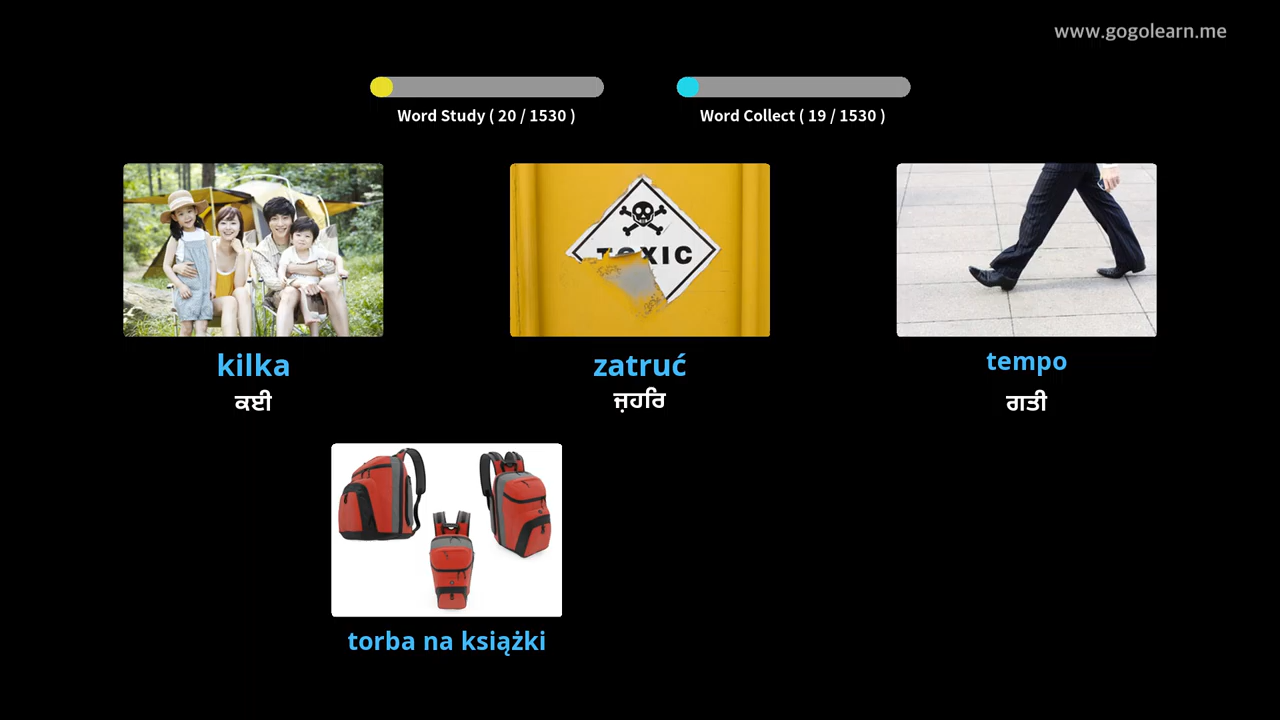 www.gogolearn.me
Word Study ( 20 / 1530 )
Word Collect ( 19 / 1530 )
TOXIC
kilka
zatruć
tempo
ਕਈ
ਜ਼ਹਰਿ
ਗਤੀ
torba na książki